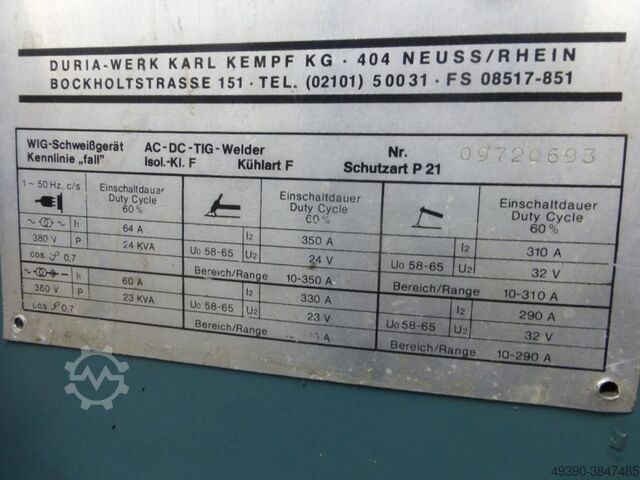 DURIA-WERK KARL KEMPF KG · 404 NEUSS/RHEIN
BOCKHOLTSTRASSE 151 · TEL. (02101) 50031 · FS 08517-851
WIG-Schweißgerät AC-DC-TIG-Welder Nr. 09720693
Kennlinie „fall” Isol.-Kl. F Kühlart F Schutzart P 21
1~50 Hz. c/s Einschaltdauer Duty Cycle 60%
Einschaltdauer Duty Cycle 60%
Einschaltdauer Duty Cycle 60%
I1 64 A I2 350 A I2 310 A
380 V P 24 KVA U0 58-65 U2 24 V U0 58-65 U2 32 V
cos. φ 0,7 Bereich/Range 10-350 A Bereich/Range 10-310 A
I1 60 A I2 330 A I2 290 A
380 V P 23 KVA U0 58-65 U2 23 V U0 58-65 U2 32 V
cos. φ 0,7 Bereich/Range Bereich/Range 10-290 A
49390-3847485